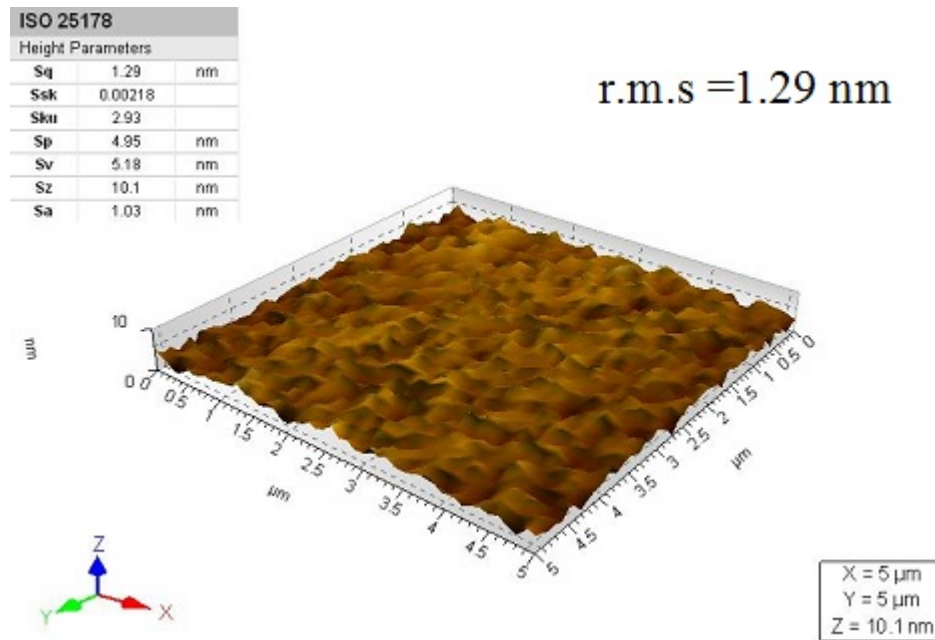 ISO 25178
Height Parameters
Sq 1.29 nm
Ssk 0.00218
Sku 2.93
Sp 4.95 nm
Sv 5.18 nm
Sz 10.1 nm
Sa 1.03 nm
r.m.s =1.29 nm
10
nm
0 0 0.5 1 1.5 2 2.5 3 3.5 4 4.5 5
µm
0 0.5 1 1.5 2 2.5 3 3.5 4 4.5 5
µm
Z
Y
X
X = 5 µm
Y = 5 µm
Z = 10.1 nm